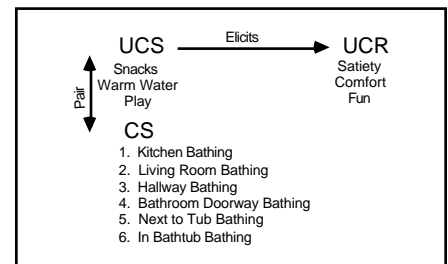 UCS Elicits UCR
Snacks Satiety
Warm Water Comfort
Play Fun
Pair
CS
1. Kitchen Bathing
2. Living Room Bathing
3. Hallway Bathing
4. Bathroom Doorway Bathing
5. Next to Tub Bathing
6. In Bathtub Bathing